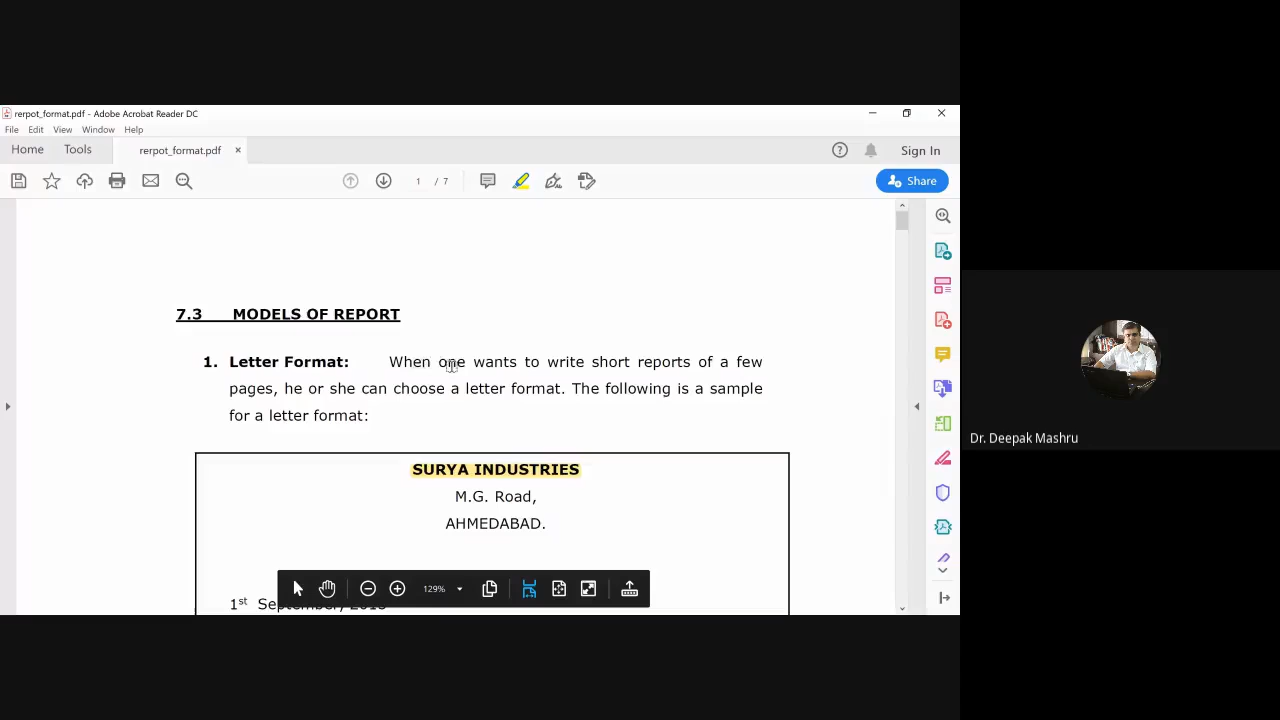 rerpot_format.pdf - Adobe Acrobat Reader DC
File Edit View Window Help
Home Tools rerpot_format.pdf × Sign In
1 / 7 Share
7.3 MODELS OF REPORT
1. Letter Format: When one wants to write short reports of a few
pages, he or she can choose a letter format. The following is a sample
for a letter format:
SURYA INDUSTRIES
M.G. Road,
AHMEDABAD.
129%
1st
Dr. Deepak Mashru